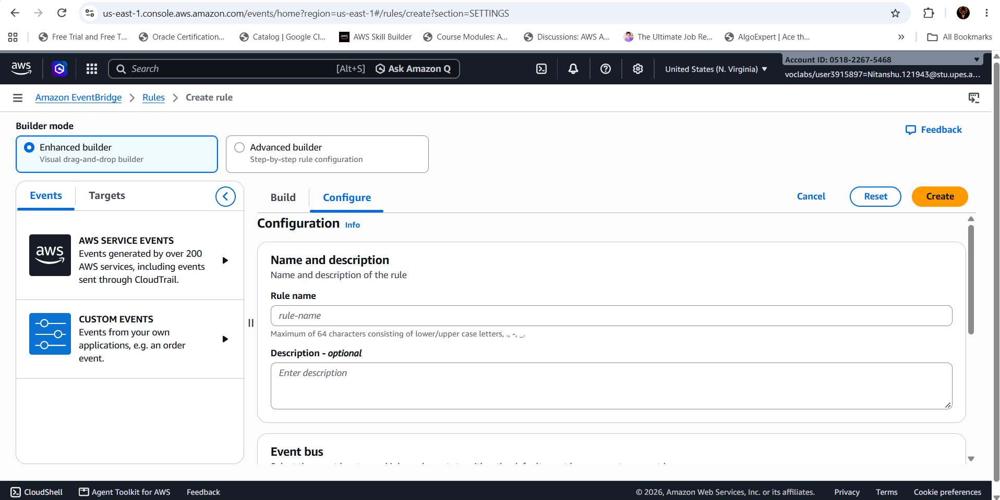 us-east-1.console.aws.amazon.com/events/home?region=us-east-1#/rules/create?section=SETTINGS
Free Trial and Free T...
Oracle Certification...
Catalog | Google Cl...
aws AWS Skill Builder
Course Modules: A...
Discussions: AWS A...
The Ultimate Job Re...
AlgoExpert | Ace th...
» All Bookmarks
aws
Search [Alt+S] Ask Amazon Q
United States (N. Virginia)
Account ID: 0518-2267-5468
voclabs/user3915897=Nitanshu.121943@stu.upes.a...
Amazon EventBridge > Rules > Create rule
Builder mode
Feedback
Enhanced builder
Visual drag-and-drop builder
Advanced builder
Step-by-step rule configuration
Events
Targets
aws
AWS SERVICE EVENTS
Events generated by over 200
AWS services, including events
sent through CloudTrail.
CUSTOM EVENTS
Events from your own
applications, e.g. an order
event.
Build
Configure
Cancel
Reset
Create
Configuration Info
Name and description
Name and description of the rule
Rule name
rule-name
Maximum of 64 characters consisting of lower/upper case letters, ., -, _.
Description - optional
Enter description
Event bus
CloudShell
Agent Toolkit for AWS
Feedback
© 2026, Amazon Web Services, Inc. or its affiliates.
Privacy
Terms
Cookie preferences